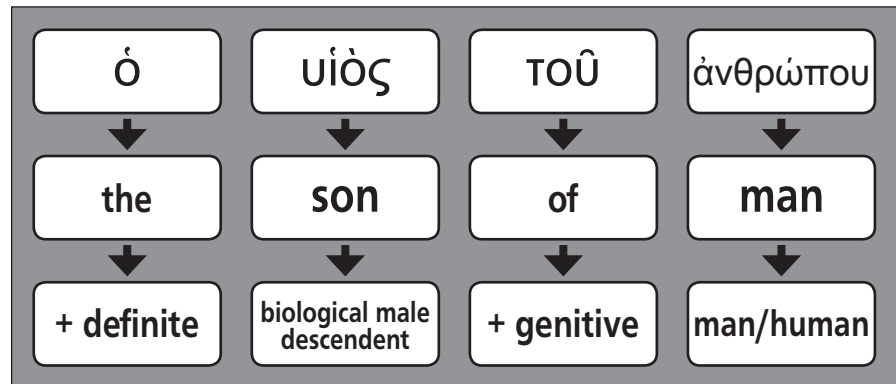 ὁ υἱὸς τοῦ ἀνθρώπου
the son of man
+ definite biological male descendent + genitive man/human